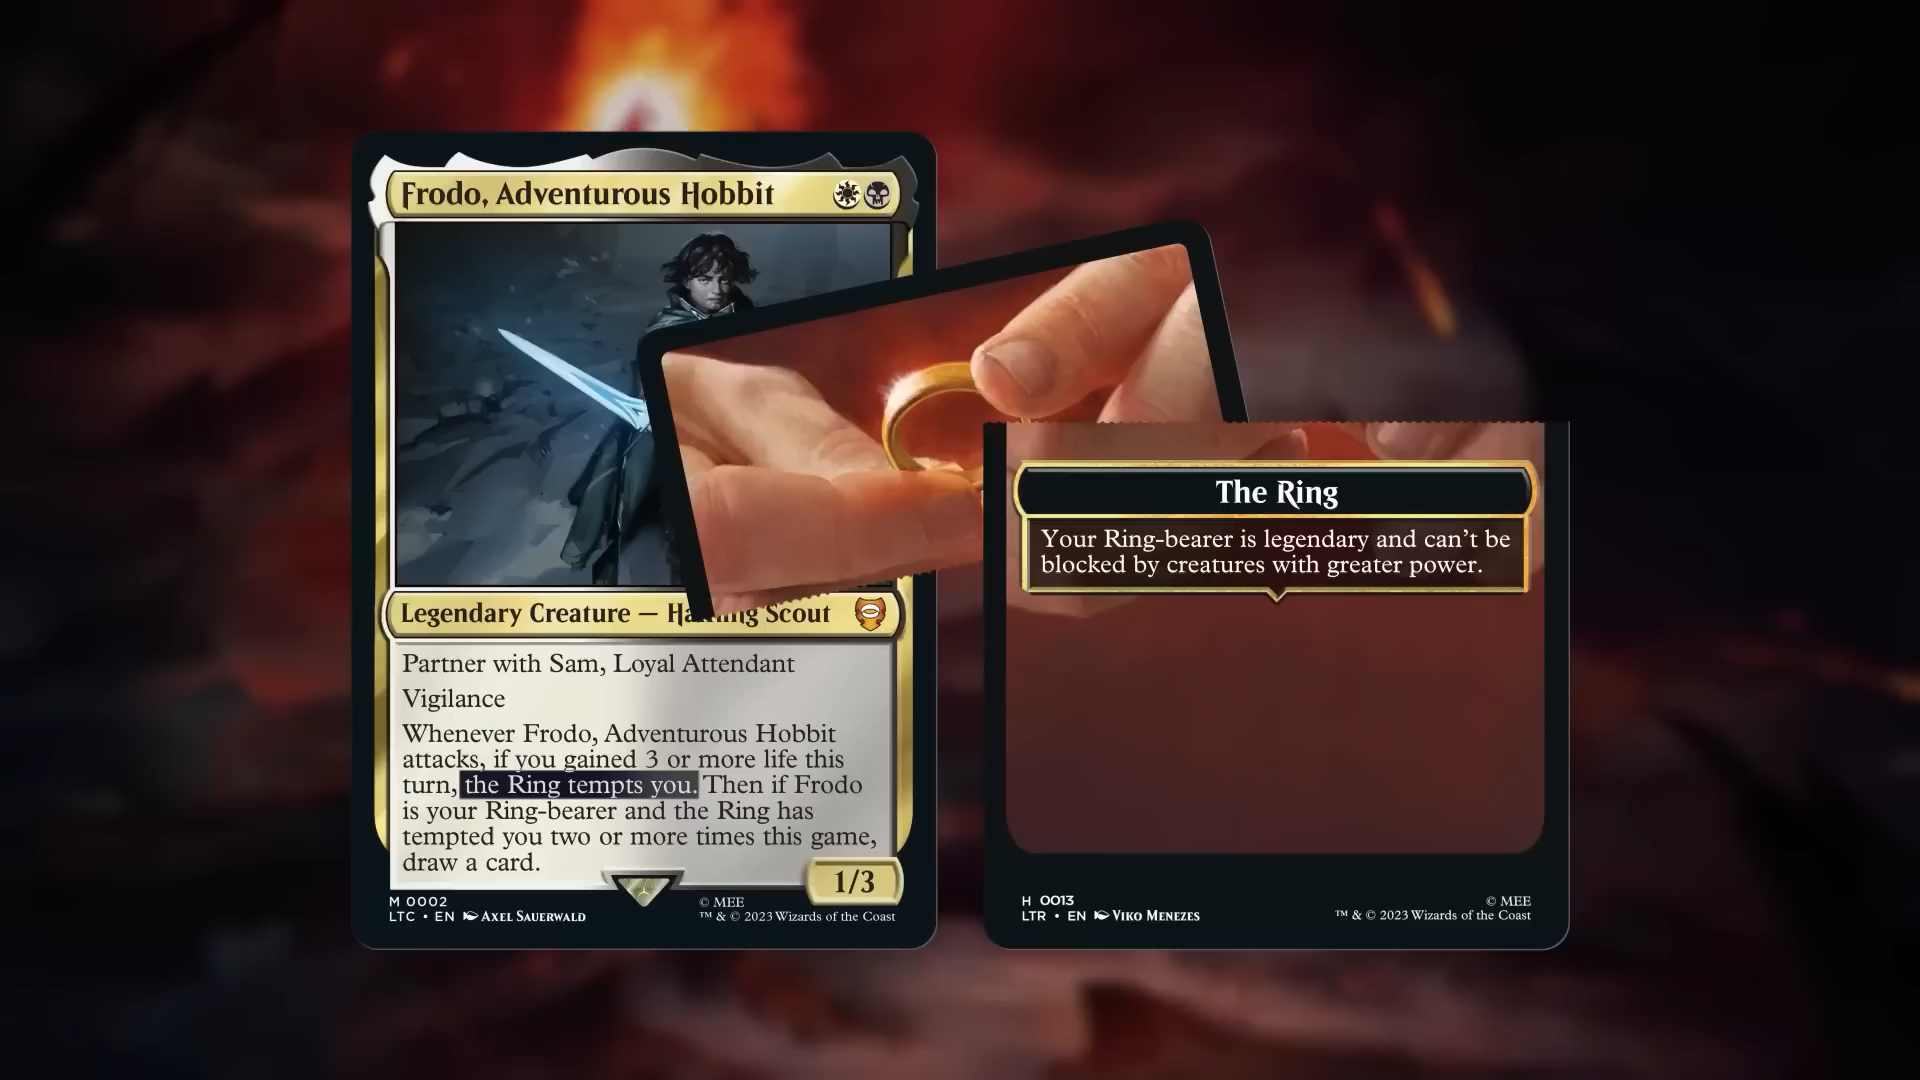 Frodo, Adventurous Hobbit
Legendary Creature — Scout
Partner with Sam, Loyal Attendant
Vigilance
Whenever Frodo, Adventurous Hobbit
attacks, if you gained 3 or more life this
turn, the Ring tempts you. Then if Frodo
is your Ring-bearer and the Ring has
tempted you two or more times this game,
draw a card.
1/3
M 0002
LTC • EN AXEL SAUERWALD
© MEE
™ & © 2023 Wizards of the Coast
The Ring
Your Ring-bearer is legendary and can't be
blocked by creatures with greater power.
H 0013
LTR • EN VIKO MENEZES
© MEE
™ & © 2023 Wizards of the Coast